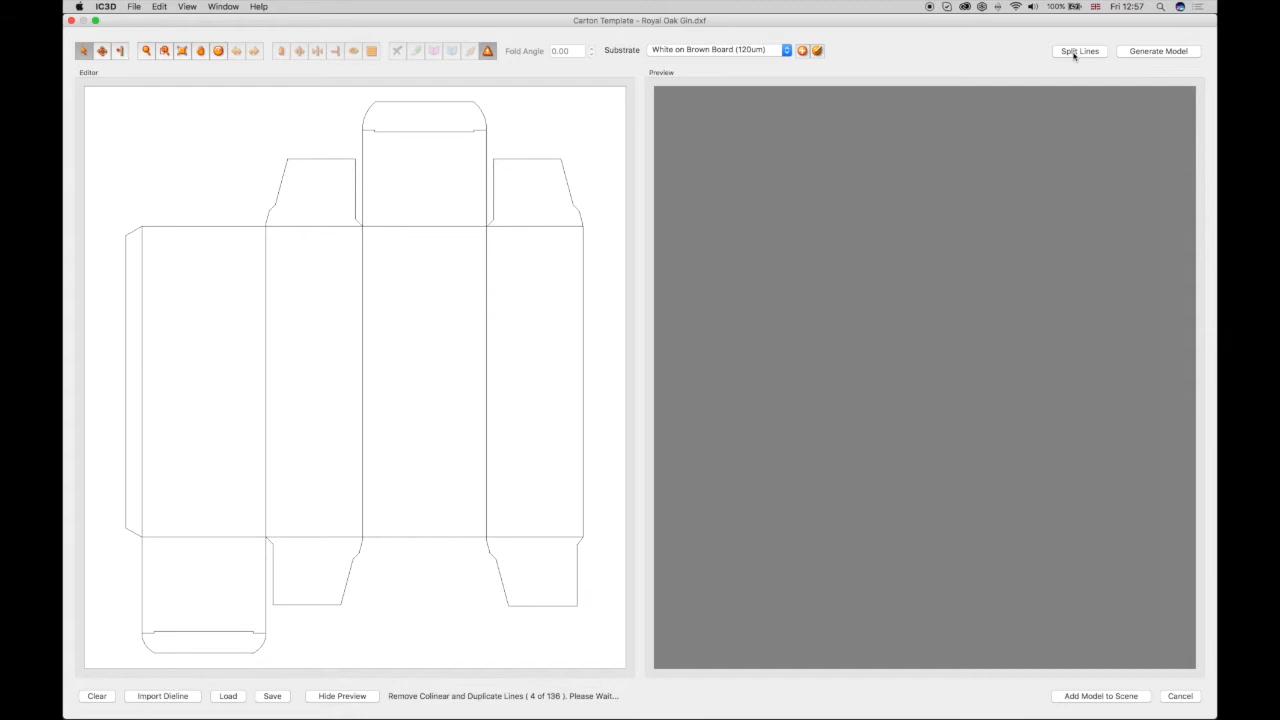 IC3D File Edit View Window Help 100% Fri 12:57
Carton Template - Royal Oak Gin.dxf
Fold Angle 0.00 Substrate White on Brown Board (120um) Split Lines Generate Model
Editor Preview
Clear Import Dieline Load Save Hide Preview Remove Colinear and Duplicate Lines ( 4 of 136 ). Please Wait... Add Model to Scene Cancel